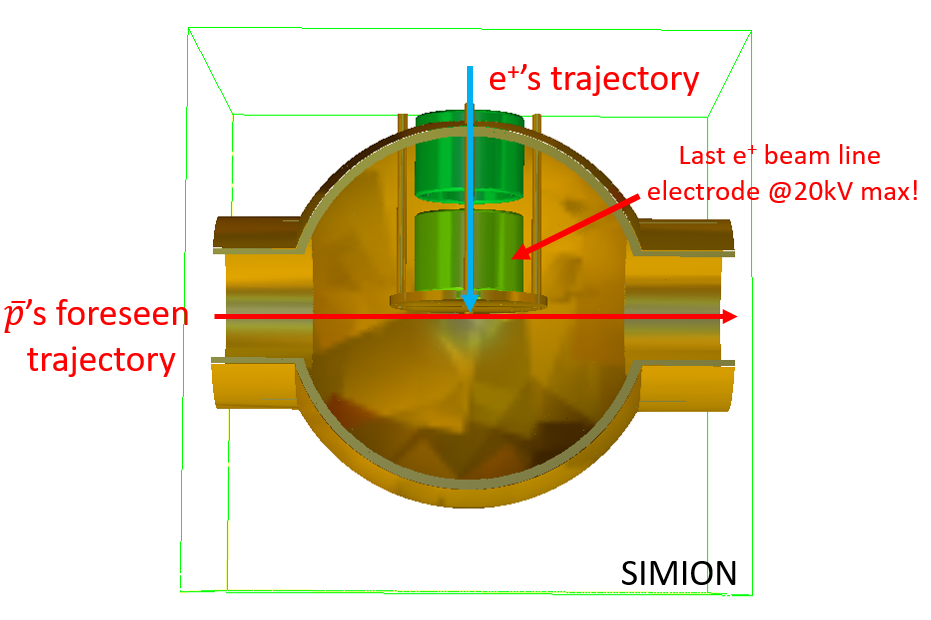 e⁺'s trajectory
Last e⁺ beam line
electrode @20kV max!
p̄'s foreseen
trajectory
SIMION